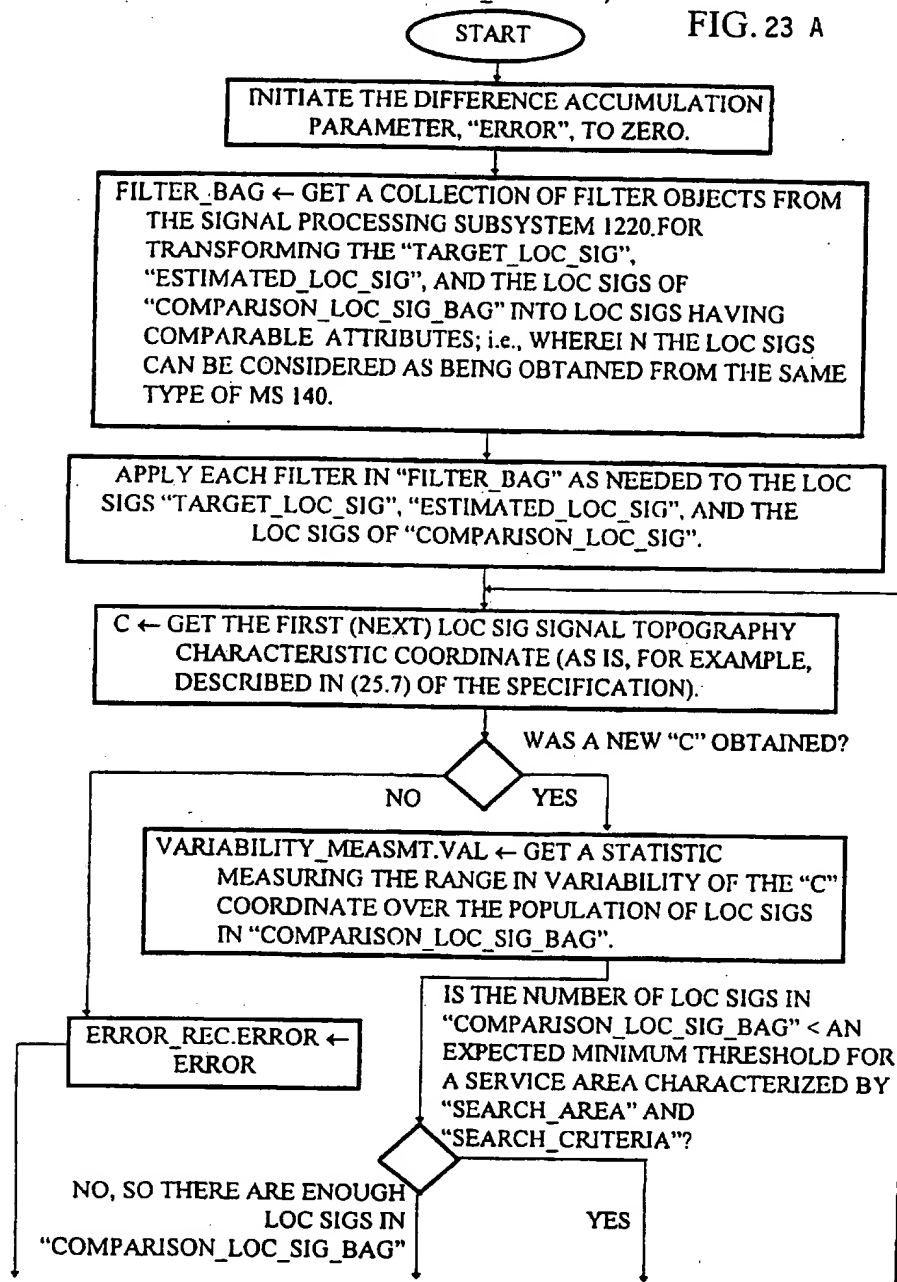 FIG. 23 A
START
INITIATE THE DIFFERENCE ACCUMULATION
PARAMETER, “ERROR”, TO ZERO.
FILTER_BAG ← GET A COLLECTION OF FILTER OBJECTS FROM
THE SIGNAL PROCESSING SUBSYSTEM 1220.FOR
TRANSFORMING THE “TARGET_LOC_SIG”,
“ESTIMATED_LOC_SIG”, AND THE LOC SIGS OF
“COMPARISON_LOC_SIG_BAG” INTO LOC SIGS HAVING
COMPARABLE ATTRIBUTES; i.e., WHEREI N THE LOC SIGS
CAN BE CONSIDERED AS BEING OBTAINED FROM THE SAME
TYPE OF MS 140.
APPLY EACH FILTER IN “FILTER_BAG” AS NEEDED TO THE LOC
SIGS “TARGET_LOC_SIG”, “ESTIMATED_LOC_SIG”, AND THE
LOC SIGS OF “COMPARISON_LOC_SIG”.
C ← GET THE FIRST (NEXT) LOC SIG SIGNAL TOPOGRAPHY
CHARACTERISTIC COORDINATE (AS IS, FOR EXAMPLE,
DESCRIBED IN (25.7) OF THE SPECIFICATION).
WAS A NEW “C” OBTAINED?
NO
YES
VARIABILITY_MEASMT.VAL ← GET A STATISTIC
MEASURING THE RANGE IN VARIABILITY OF THE “C”
COORDINATE OVER THE POPULATION OF LOC SIGS
IN “COMPARISON_LOC_SIG_BAG”.
ERROR_REC.ERROR ←
ERROR
IS THE NUMBER OF LOC SIGS IN
“COMPARISON_LOC_SIG_BAG” < AN
EXPECTED MINIMUM THRESHOLD FOR
A SERVICE AREA CHARACTERIZED BY
“SEARCH_AREA” AND
“SEARCH_CRITERIA”?
NO, SO THERE ARE ENOUGH
LOC SIGS IN
“COMPARISON_LOC_SIG_BAG”
YES